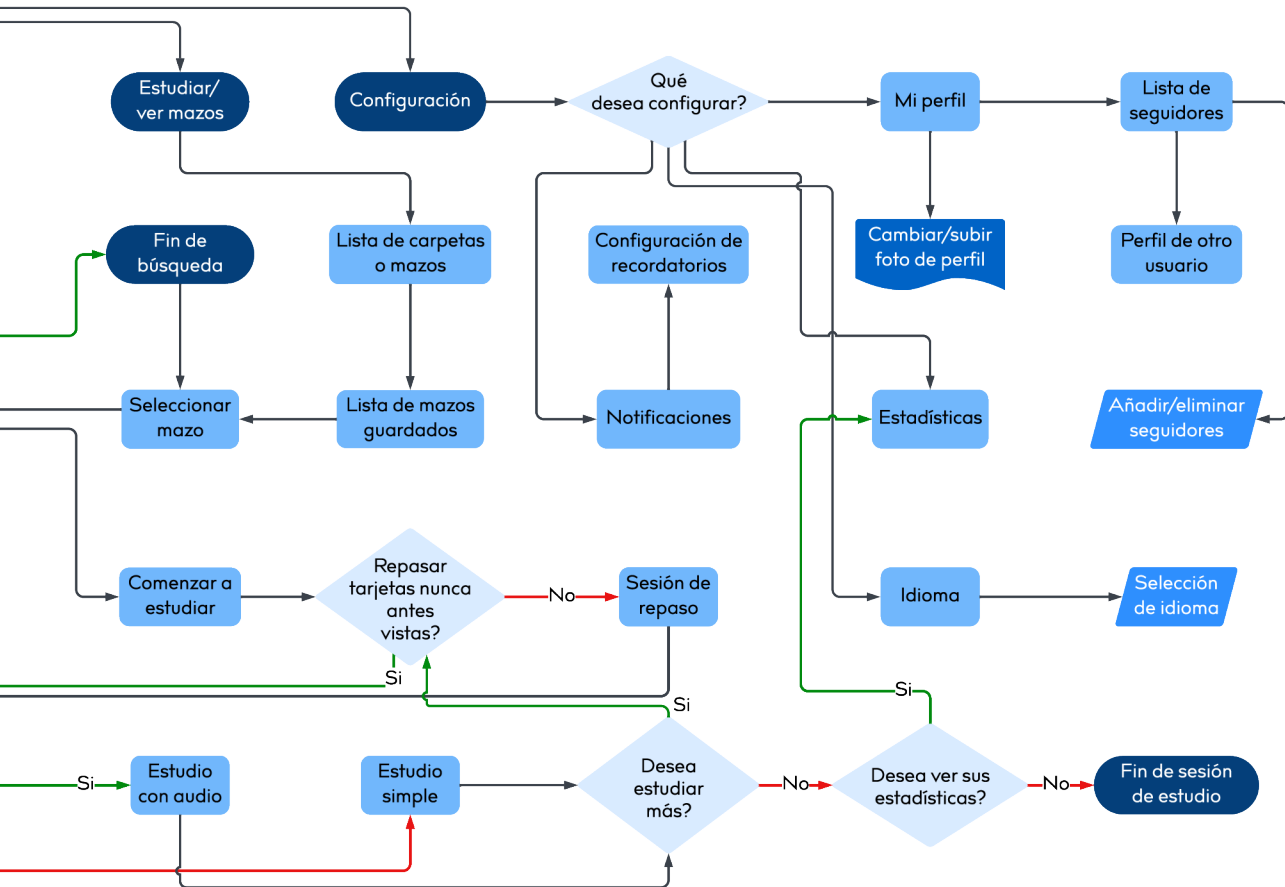 Estudiar/
ver mazos
Configuración
Qué
desea configurar?
Mi perfil
Lista de
seguidores
Fin de
búsqueda
Lista de carpetas
o mazos
Configuración de
recordatorios
Cambiar/subir
foto de perfil
Perfil de otro
usuario
Seleccionar
mazo
Lista de mazos
guardados
Notificaciones
Estadísticas
Añadir/eliminar
seguidores
Comenzar a
estudiar
Repasar
tarjetas nunca
antes
vistas?
No
Sesión de
repaso
Idioma
Selección
de idioma
Si
Si
Si
Si
Estudio
con audio
Estudio
simple
Desea
estudiar
más?
No
Desea ver sus
estadísticas?
No
Fin de sesión
de estudio